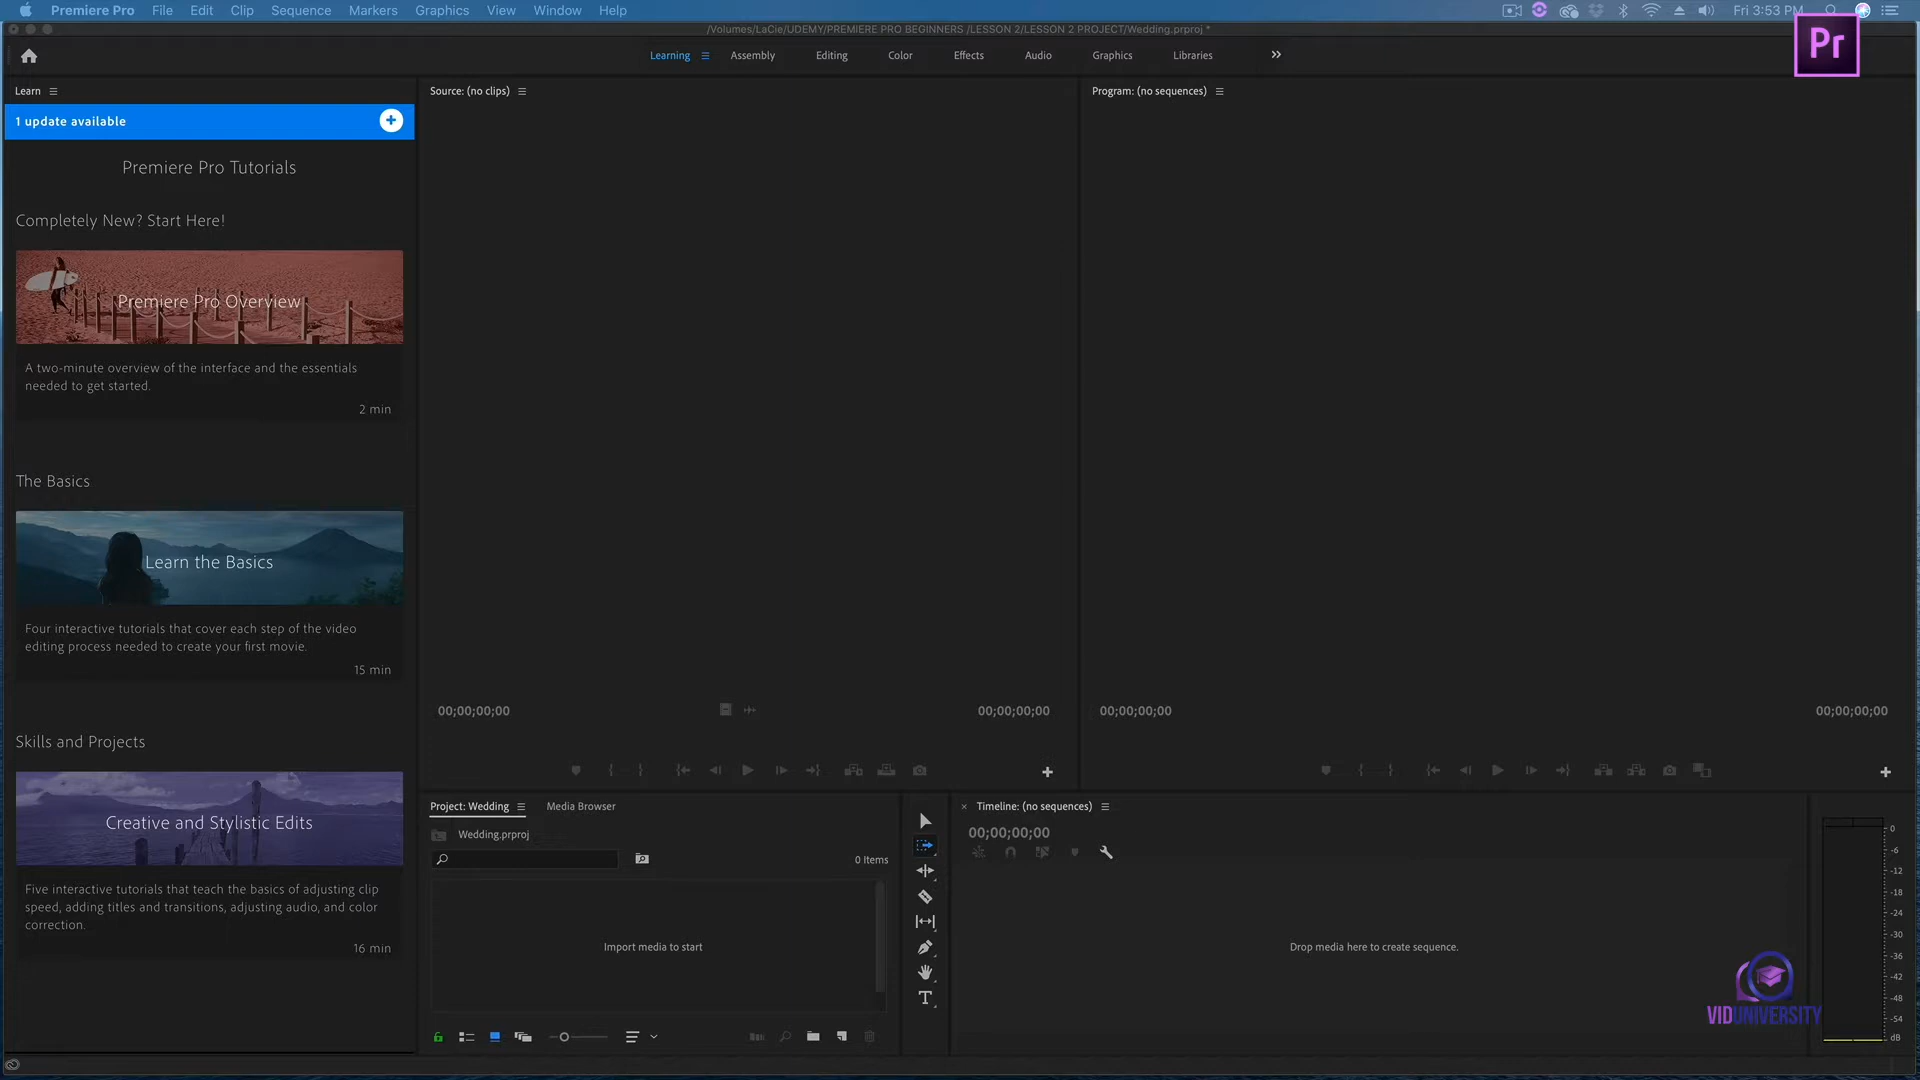 Premiere Pro File Edit Clip Sequence Markers Graphics View Window Help Fri 3:53 PM
/Volumes/LaCie/UDEMY/PREMIERE PRO BEGINNERS /LESSON 2/LESSON 2 PROJECT/Wedding.prproj *
Pr
Learning Assembly Editing Color Effects Audio Graphics Libraries
Learn
1 update available
Premiere Pro Tutorials
Completely New? Start Here!
Premiere Pro Overview
A two-minute overview of the interface and the essentials
needed to get started.
2 min
The Basics
Learn the Basics
Four interactive tutorials that cover each step of the video
editing process needed to create your first movie.
15 min
Skills and Projects
Creative and Stylistic Edits
Five interactive tutorials that teach the basics of adjusting clip
speed, adding titles and transitions, adjusting audio, and color
correction.
16 min
Source: (no clips)
00;00;00;00 00;00;00;00
Program: (no sequences)
00;00;00;00 00;00;00;00
Project: Wedding Media Browser
Wedding.prproj
0 Items
Import media to start
Timeline: (no sequences)
00;00;00;00
Drop media here to create sequence.
VIDUNIVERSITY
0
-6
-12
-18
-24
-30
-36
-42
-48
-54
dB